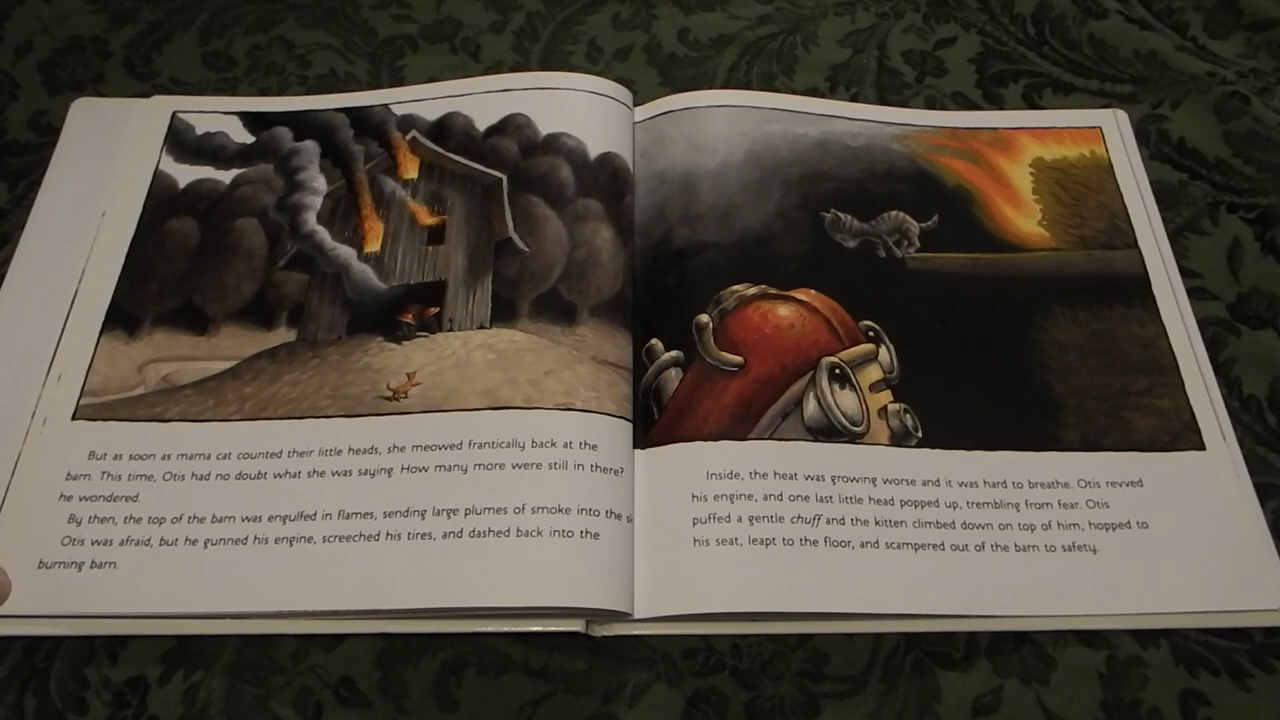 But as soon as mama cat counted their little heads, she meowed frantically back at the
barn. This time, Otis had no doubt what she was saying. How many more were still in there?
he wondered.
By then, the top of the barn was engulfed in flames, sending large plumes of smoke into the
Otis was afraid, but he gunned his engine, screeched his tires, and dashed back into the
burning barn.
Inside, the heat was growing worse and it was hard to breathe. Otis revved
his engine, and one last little head popped up, trembling from fear. Otis
puffed a gentle chuff and the kitten climbed down on top of him, hopped to
his seat, leapt to the floor, and scampered out of the barn to safety.